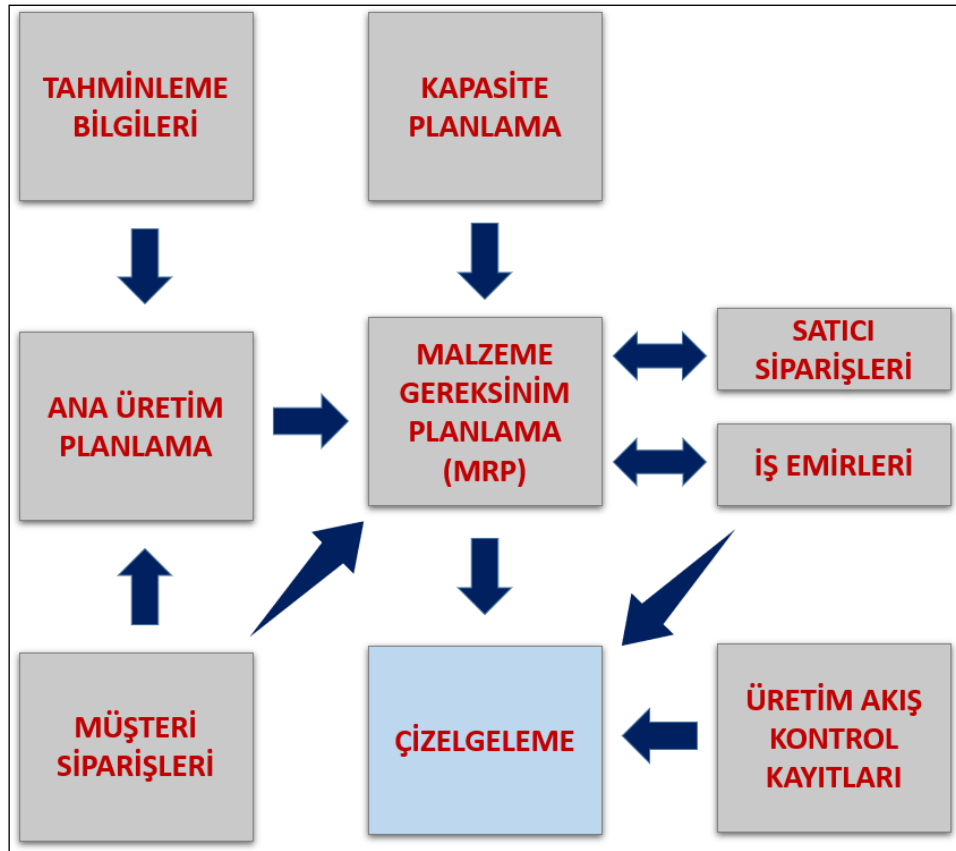 TAHMİNLEME
BİLGİLERİ
KAPASİTE
PLANLAMA
ANA ÜRETİM
PLANLAMA
MALZEME
GEREKSİNİM
PLANLAMA
(MRP)
SATICI
SİPARİŞLERİ
İŞ EMİRLERİ
MÜŞTERİ
SİPARİŞLERİ
ÇİZELGELEME
ÜRETİM AKIŞ
KONTROL
KAYITLARI